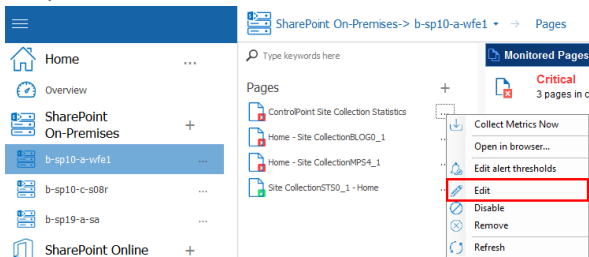 SharePoint On-Premises-> b-sp10-a-wfe1 Pages
Home ...
Overview
SharePoint
On-Premises +
b-sp10-a-wfe1 ...
b-sp10-c-s08r ...
b-sp19-a-sa ...
SharePoint Online +
Type keywords here
Pages +
ControlPoint Site Collection Statistics ...
Home - Site CollectionBLOG0_1
Home - Site CollectionMPS4_1
Site CollectionSTS0_1 - Home
Monitored Pages
Critical
3 pages in c
Collect Metrics Now
Open in browser...
Edit alert thresholds
Edit
Disable
Remove
Refresh